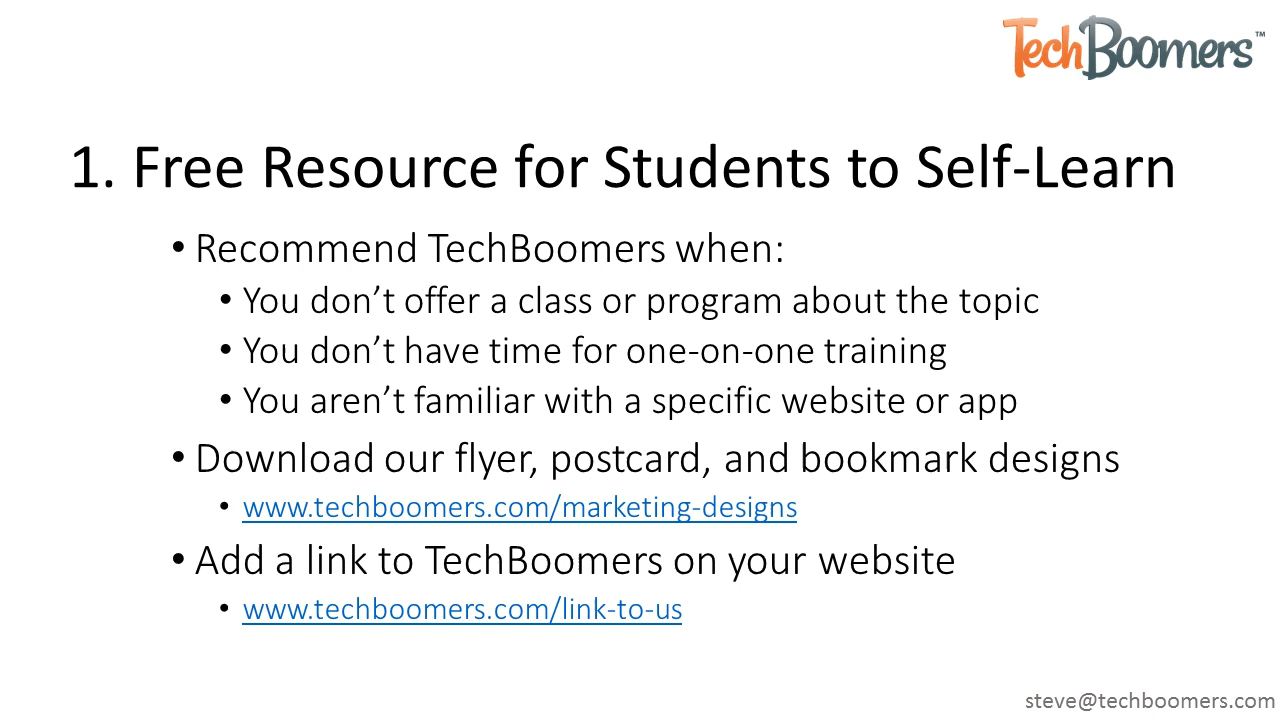 TechBoomers™
1. Free Resource for Students to Self-Learn
• Recommend TechBoomers when:
• You don’t offer a class or program about the topic
• You don’t have time for one-on-one training
• You aren’t familiar with a specific website or app
• Download our flyer, postcard, and bookmark designs
• www.techboomers.com/marketing-designs
• Add a link to TechBoomers on your website
• www.techboomers.com/link-to-us
steve@techboomers.com